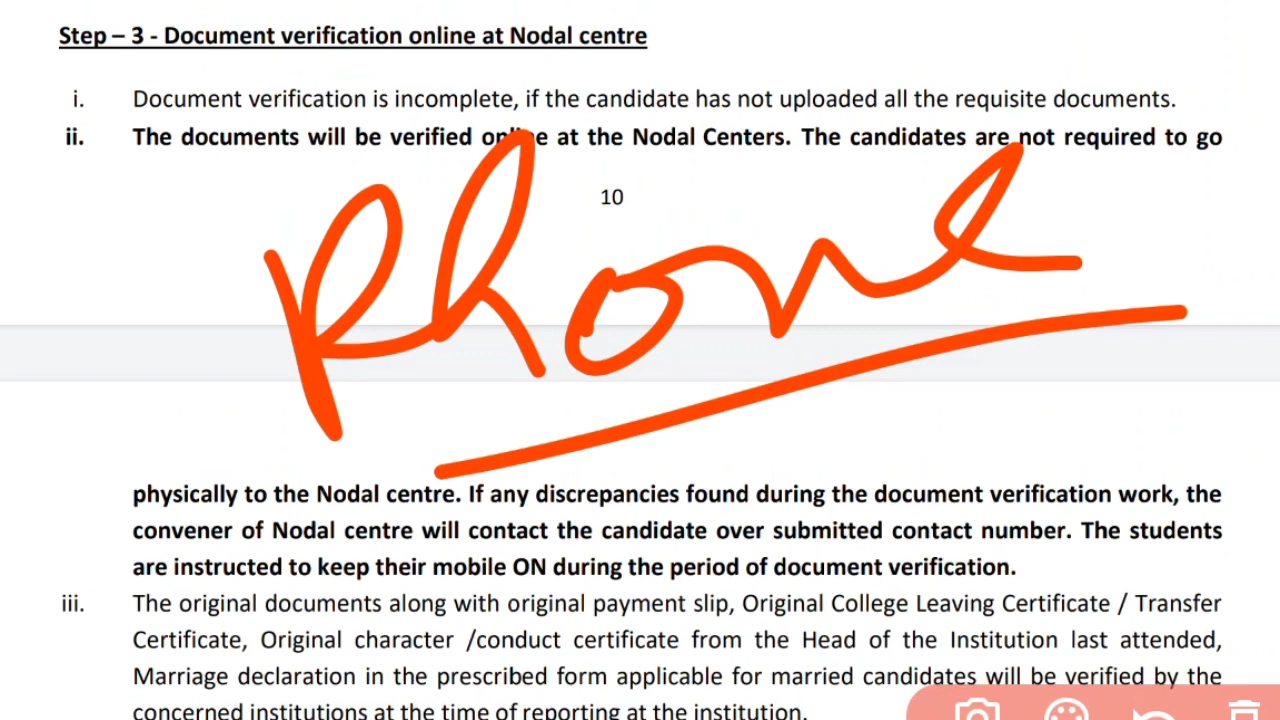 Step – 3 - Document verification online at Nodal centre
i. Document verification is incomplete, if the candidate has not uploaded all the requisite documents.
ii. The documents will be verified online at the Nodal Centers. The candidates are not required to go
10
Phone
physically to the Nodal centre. If any discrepancies found during the document verification work, the
convener of Nodal centre will contact the candidate over submitted contact number. The students
are instructed to keep their mobile ON during the period of document verification.
iii. The original documents along with original payment slip, Original College Leaving Certificate / Transfer
Certificate, Original character /conduct certificate from the Head of the Institution last attended,
Marriage declaration in the prescribed form applicable for married candidates will be verified by the
concerned institutions at the time of reporting at the institution.